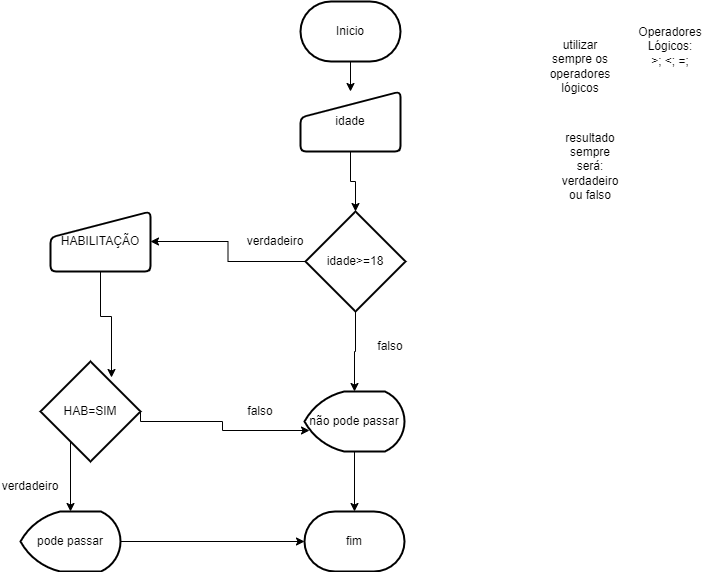 Inicio
utilizar
sempre os
operadores
lógicos
Operadores
Lógicos:
>; <; =;
idade
resultado
sempre
será:
verdadeiro
ou falso
HABILITAÇÃO
verdadeiro
idade>=18
falso
HAB=SIM
falso
não pode passar
verdadeiro
pode passar
fim